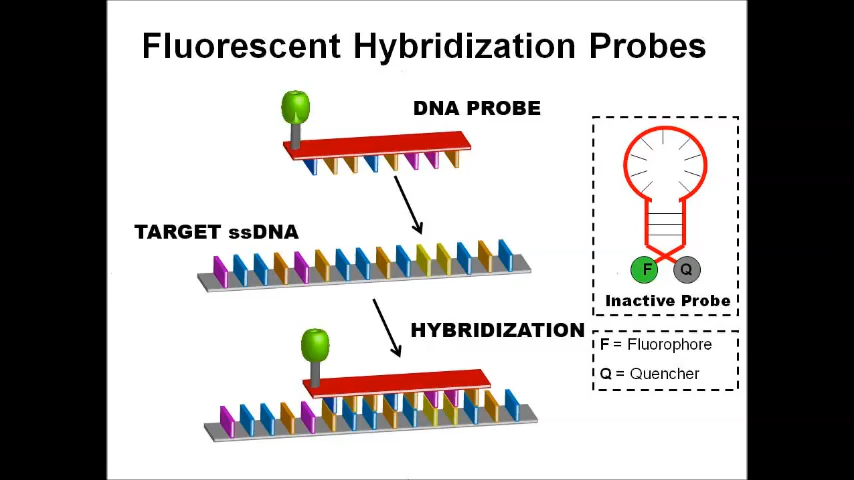 Fluorescent Hybridization Probes
DNA PROBE
TARGET ssDNA
HYBRIDIZATION
F Q
Inactive Probe
F = Fluorophore
Q = Quencher